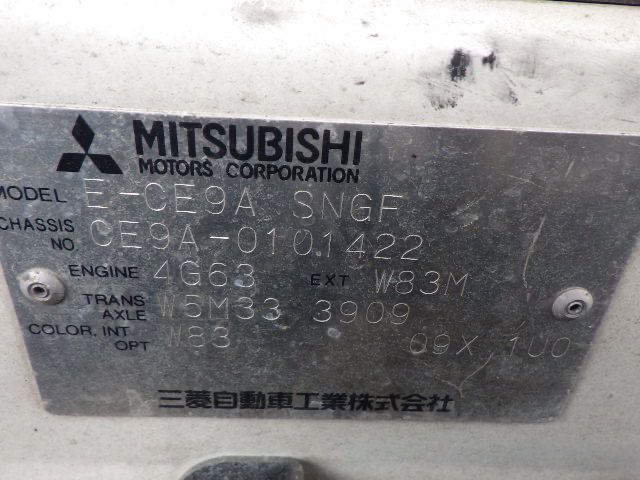 MITSUBISHI
MOTORS CORPORATION
MODEL E-CE9A SNGF
CHASSIS NO CE9A-0101422
ENGINE 4G63 EXT W83M
TRANS AXLE W5M33 3909
COLOR, INT OPT W83 09X 1U0
三菱自動車工業株式会社